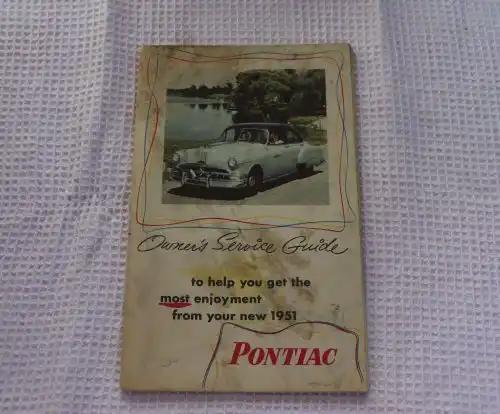 Owner's Service Guide
to help you get the
most enjoyment
from your new 1951
PONTIAC